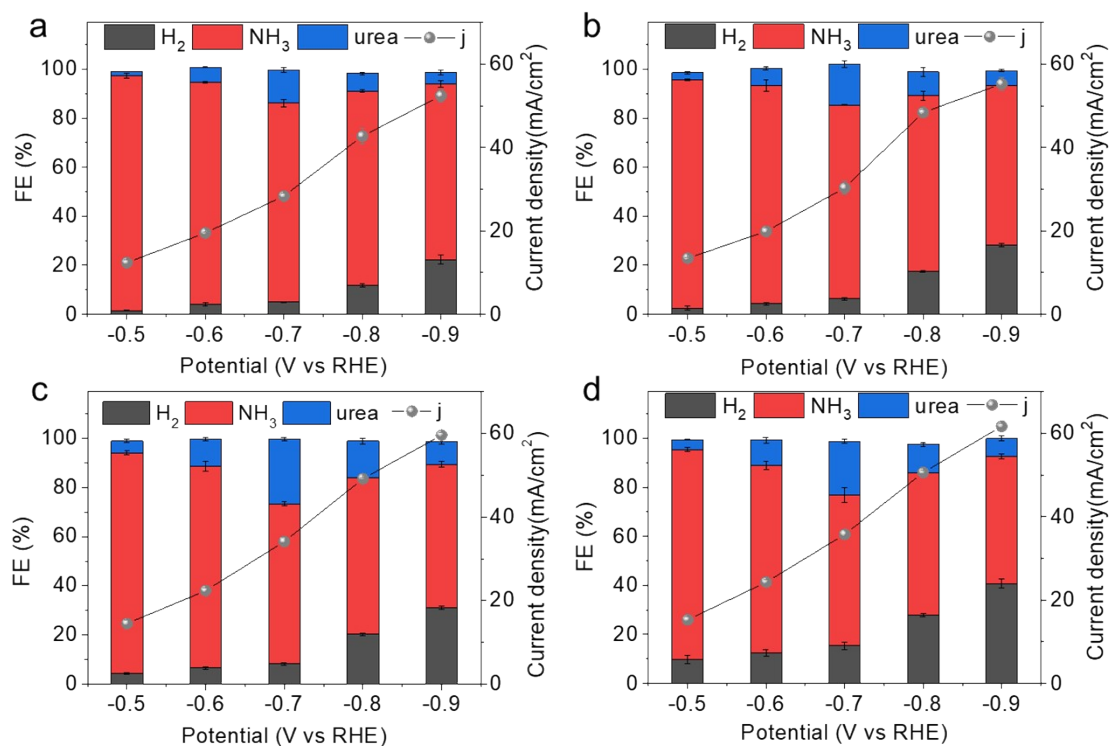 a
H₂ NH₃ urea j
FE (%)
100
80
60
40
20
0
60
40
20
0
Current density(mA/cm²)
-0.5 -0.6 -0.7 -0.8 -0.9
Potential (V vs RHE)
b
H₂ NH₃ urea j
FE (%)
100
80
60
40
20
0
60
40
20
0
Current density(mA/cm²)
-0.5 -0.6 -0.7 -0.8 -0.9
Potential (V vs RHE)
c
H₂ NH₃ urea j
FE (%)
100
80
60
40
20
0
60
40
20
0
Current density(mA/cm²)
-0.5 -0.6 -0.7 -0.8 -0.9
Potential (V vs RHE)
d
H₂ NH₃ urea j
FE (%)
100
80
60
40
20
0
60
40
20
0
Current density(mA/cm²)
-0.5 -0.6 -0.7 -0.8 -0.9
Potential (V vs RHE)